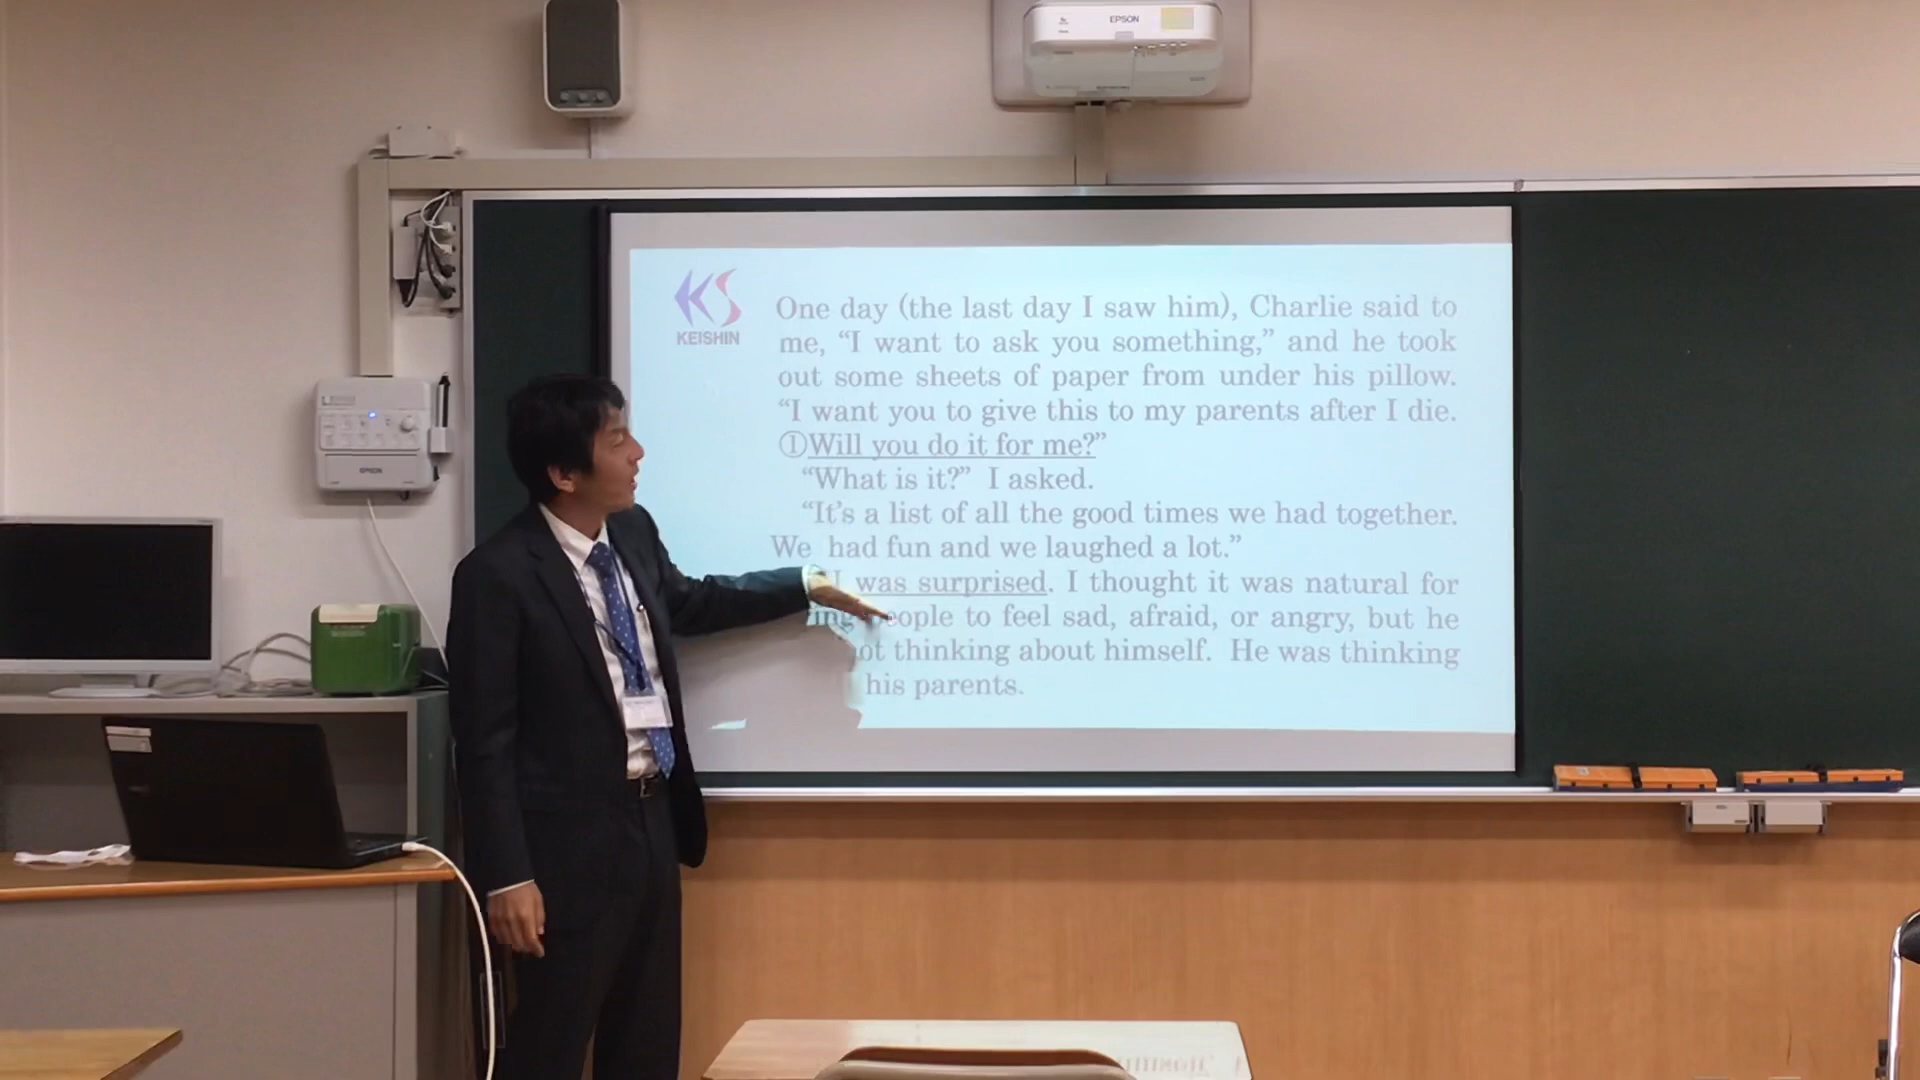 EPSON
KS
KEISHIN
One day (the last day I saw him), Charlie said to
me, “I want to ask you something,” and he took
out some sheets of paper from under his pillow.
“I want you to give this to my parents after I die.
①Will you do it for me?”
“What is it?” I asked.
“It’s a list of all the good times we had together.
We had fun and we laughed a lot.”
I was surprised. I thought it was natural for
people to feel sad, afraid, or angry, but he
thinking about himself. He was thinking
his parents.
EPSON